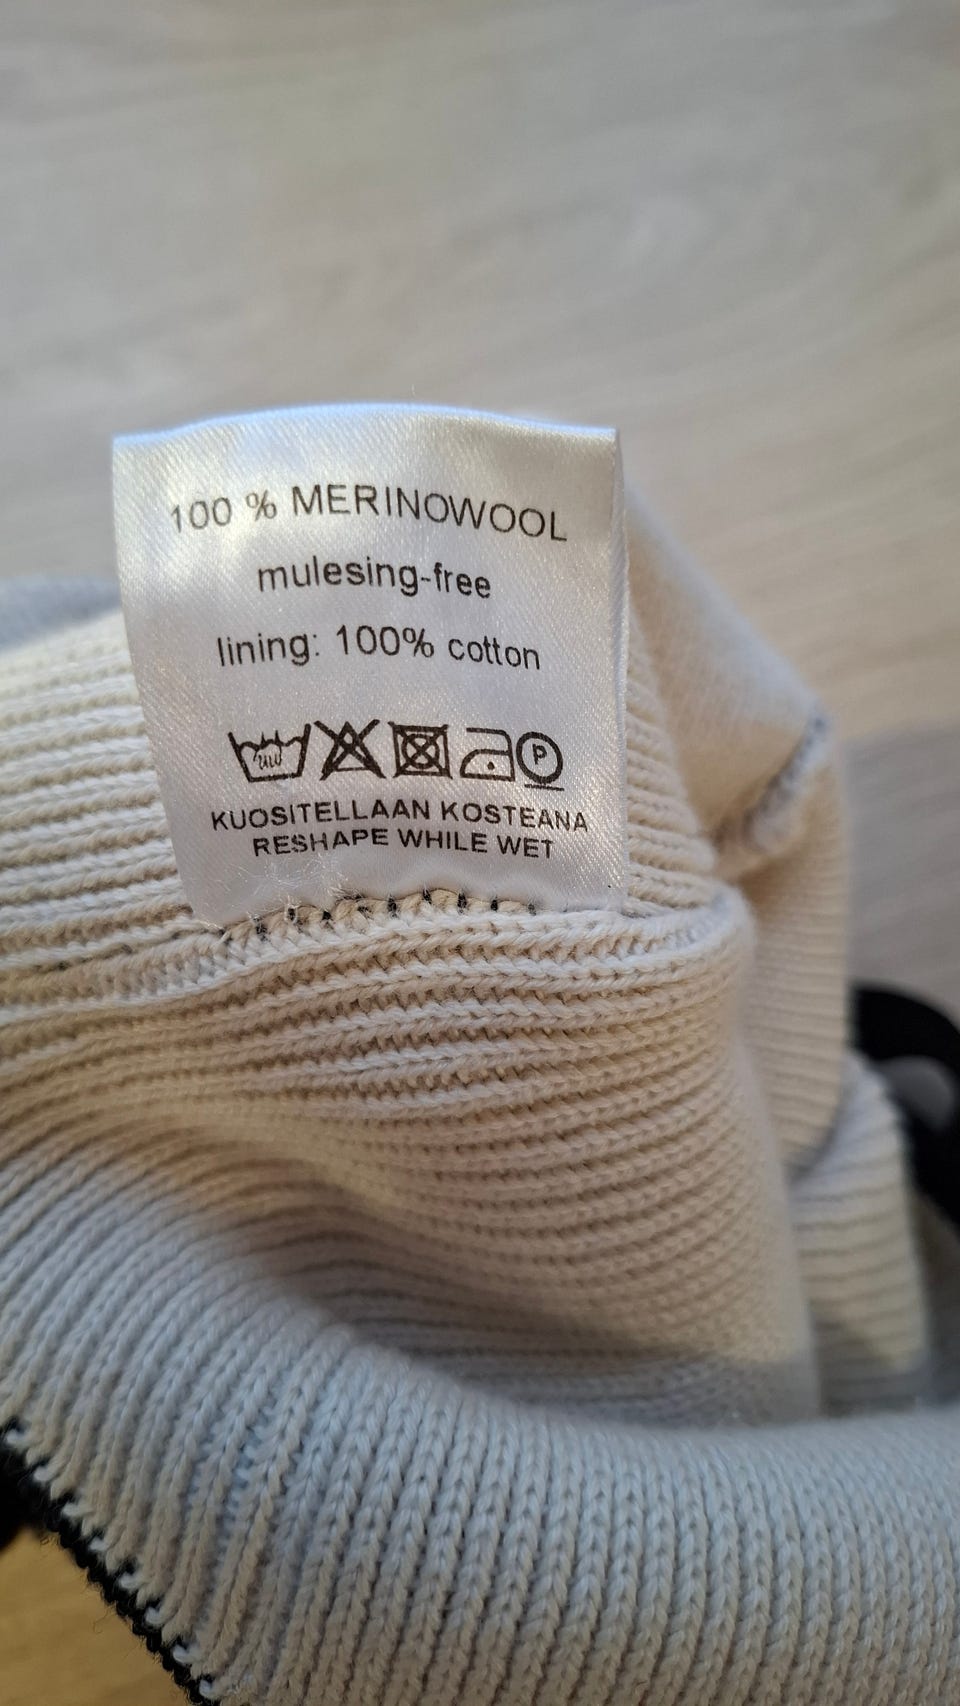 100 % MERINOWOOL
mulesing-free
lining: 100% cotton
P
KUOSITELLAAN KOSTEANA
RESHAPE WHILE WET